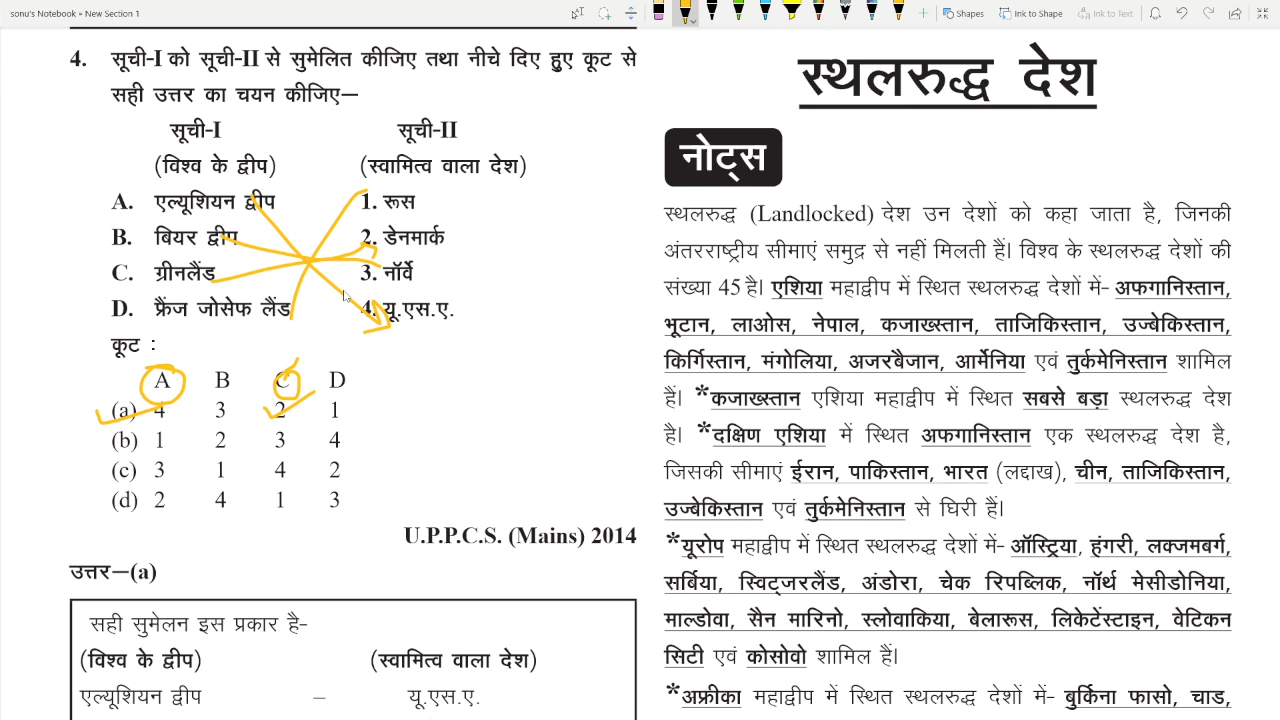 sonu's Notebook » New Section 1
Shapes
Ink to Shape
Ink to Text
4. सूची-I को सूची-II से सुमेलित कीजिए तथा नीचे दिए हुए कूट से
सही उत्तर का चयन कीजिए–
सूची-I सूची-II
(विश्व के द्वीप) (स्वामित्व वाला देश)
A. एल्यूशियन द्वीप 1. रूस
B. बियर द्वीप 2. डेनमार्क
C. ग्रीनलैंड 3. नॉर्वे
D. फ्रैंज जोसेफ लैंड 4. यू.एस.ए.
कूट :
A B C D
(a) 4 3 2 1
(b) 1 2 3 4
(c) 3 1 4 2
(d) 2 4 1 3
U.P.P.C.S. (Mains) 2014
उत्तर–(a)
सही सुमेलन इस प्रकार है-
(विश्व के द्वीप) (स्वामित्व वाला देश)
एल्यूशियन द्वीप – यू.एस.ए.
स्थलरुद्ध देश
नोट्स
स्थलरुद्ध (Landlocked) देश उन देशों को कहा जाता है, जिनकी
अंतरराष्ट्रीय सीमाएं समुद्र से नहीं मिलती हैं। विश्व के स्थलरुद्ध देशों की
संख्या 45 है। एशिया महाद्वीप में स्थित स्थलरुद्ध देशों में- अफगानिस्तान,
भूटान, लाओस, नेपाल, कजाख्स्तान, ताजिकिस्तान, उज्बेकिस्तान,
किर्गिस्तान, मंगोलिया, अजरबैजान, आर्मेनिया एवं तुर्कमेनिस्तान शामिल
हैं। *कजाख्स्तान एशिया महाद्वीप में स्थित सबसे बड़ा स्थलरुद्ध देश
है। *दक्षिण एशिया में स्थित अफगानिस्तान एक स्थलरुद्ध देश है,
जिसकी सीमाएं ईरान, पाकिस्तान, भारत (लद्दाख), चीन, ताजिकिस्तान,
उज्बेकिस्तान एवं तुर्कमेनिस्तान से घिरी हैं।
*यूरोप महाद्वीप में स्थित स्थलरुद्ध देशों में- ऑस्ट्रिया, हंगरी, लक्जमबर्ग,
सर्बिया, स्विट्जरलैंड, अंडोरा, चेक रिपब्लिक, नॉर्थ मेसीडोनिया,
माल्डोवा, सैन मारिनो, स्लोवाकिया, बेलारूस, लिकेटेंस्टाइन, वेटिकन
सिटी एवं कोसोवो शामिल हैं।
*अफ्रीका महाद्वीप में स्थित स्थलरुद्ध देशों में- बुर्किना फासो, चाड,